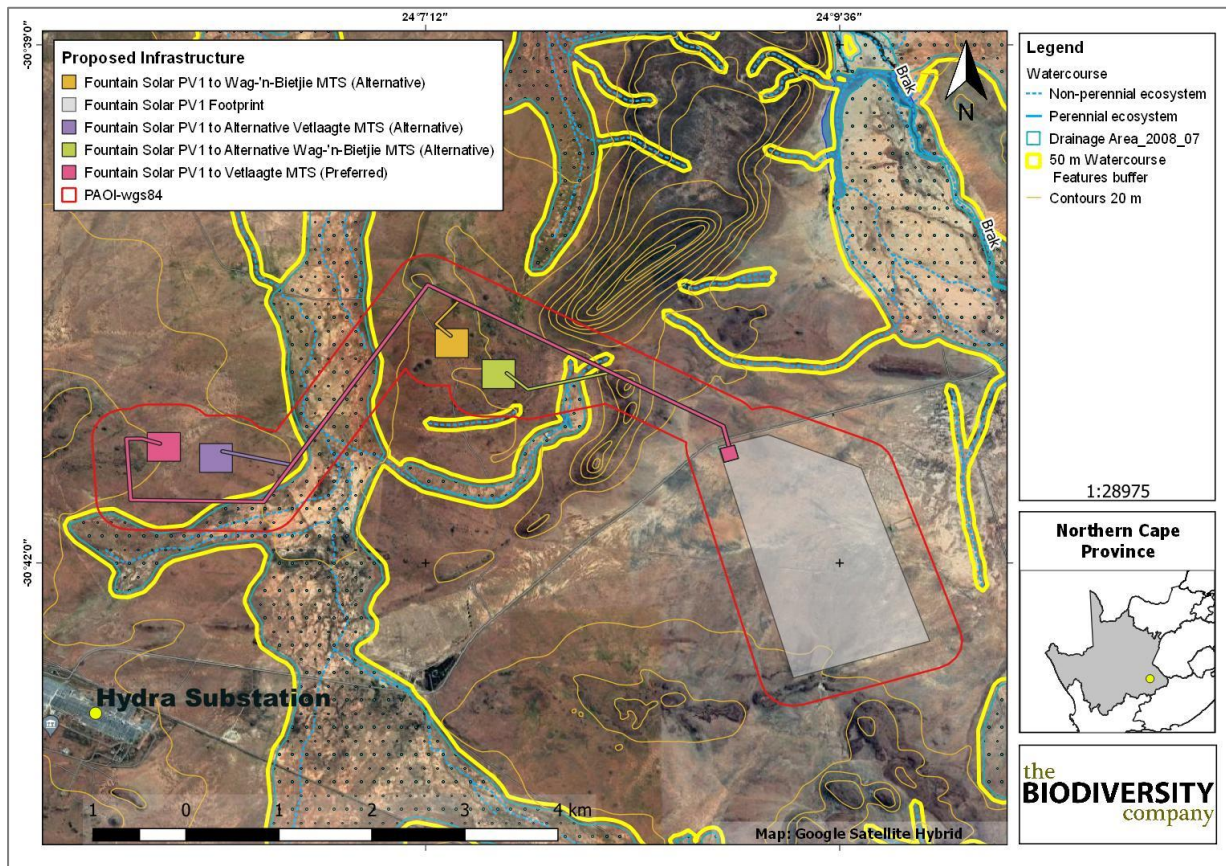 24°7'12"
24°9'36"
-30°39'0"
-30°42'0"
Proposed Infrastructure
Fountain Solar PV1 to Wag-'n-Bietjie MTS (Alternative)
Fountain Solar PV1 Footprint
Fountain Solar PV1 to Alternative Vetlaagte MTS (Alternative)
Fountain Solar PV1 to Alternative Wag-'n-Bietjie MTS (Alternative)
Fountain Solar PV1 to Vetlaagte MTS (Preferred)
PAOI-wgs84
Brak
Brak
N
Hydra Substation
1 0 1 2 3 4 km
Map: Google Satellite Hybrid
Legend
Watercourse
Non-perennial ecosystem
Perennial ecosystem
Drainage Area_2008_07
50 m Watercourse
Features buffer
Contours 20 m
1:28975
Northern Cape
Province
the
BIODIVERSITY
company